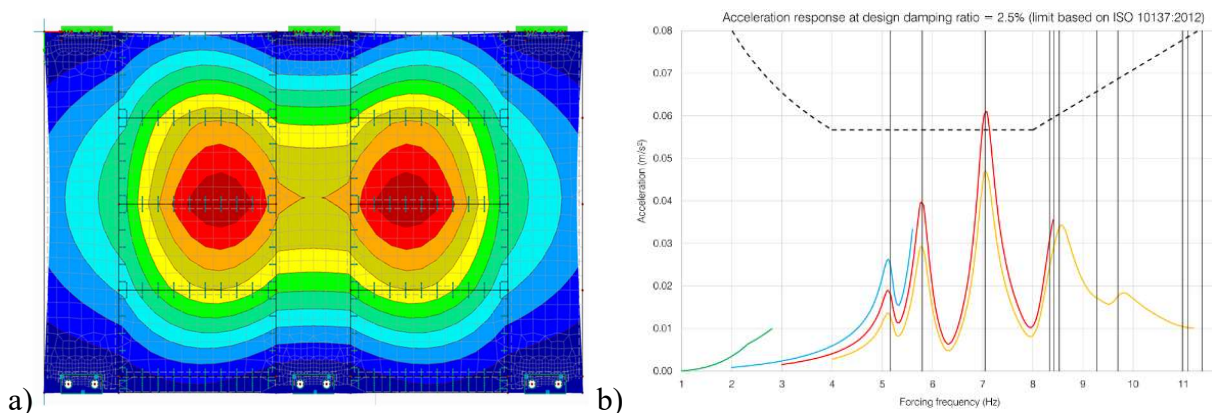 a)
b)
Acceleration response at design damping ratio = 2.5% (limit based on ISO 10137:2012)
Acceleration (m/s²)
0.08
0.07
0.06
0.05
0.04
0.03
0.02
0.01
0.00
1 2 3 4 5 6 7 8 9 10 11
Forcing frequency (Hz)